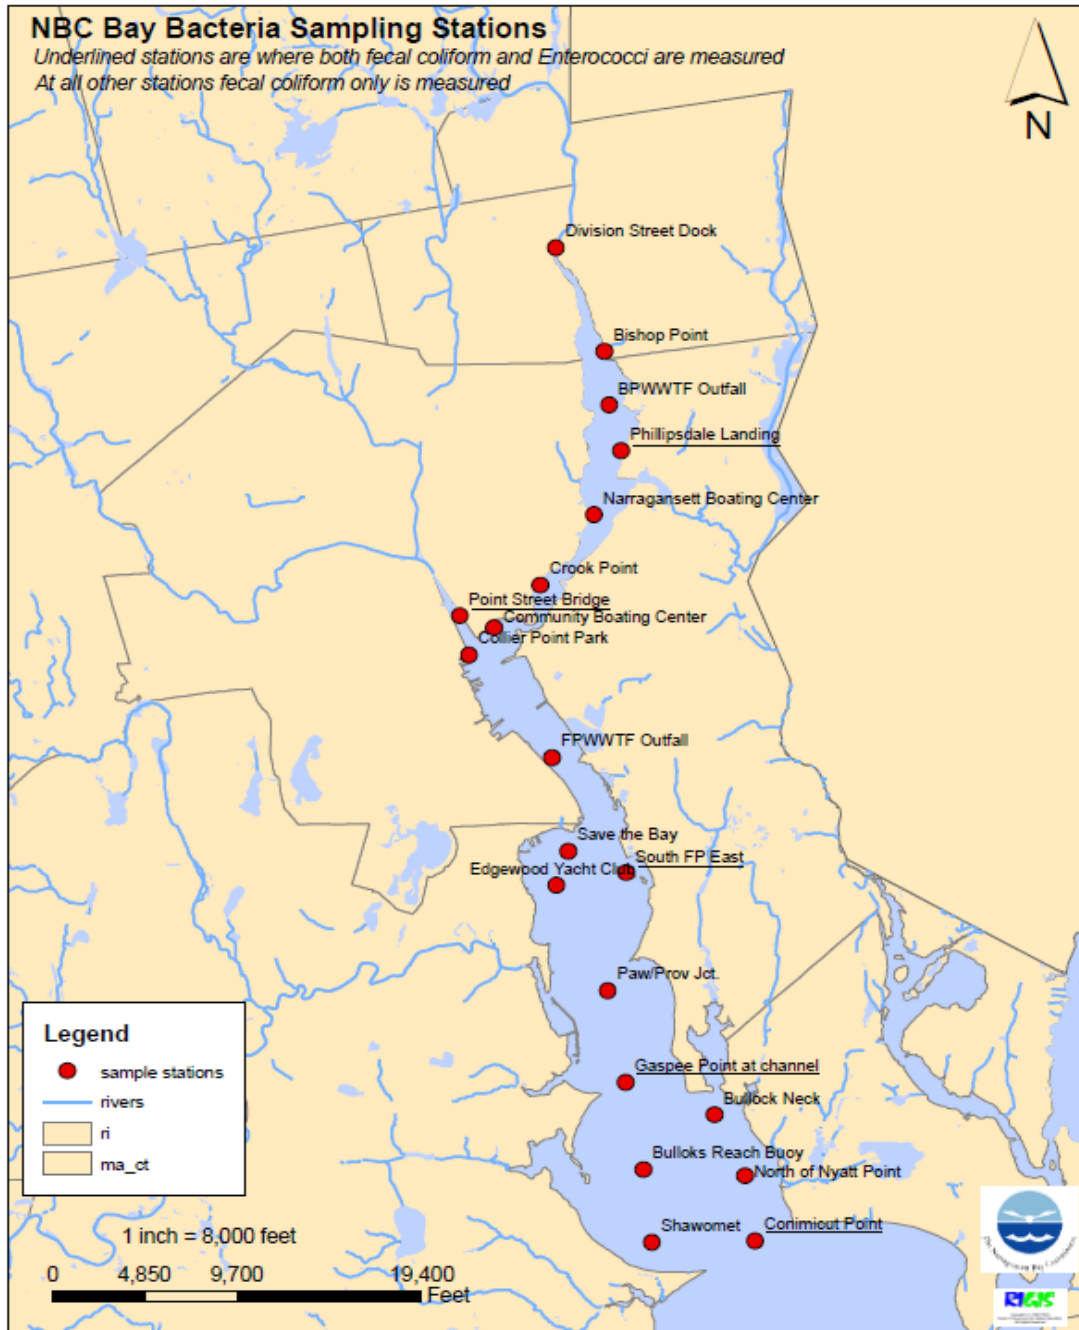 NBC Bay Bacteria Sampling Stations
Underlined stations are where both fecal coliform and Enterococci are measured
At all other stations fecal coliform only is measured
N
Division Street Dock
Bishop Point
BPWWTF Outfall
Phillipsdale Landing
Narragansett Boating Center
Crook Point
Point Street Bridge
Community Boating Center
Collier Point Park
FPWWTF Outfall
Save the Bay
South FP East
Edgewood Yacht Club
Paw/Prov Jct.
Gaspee Point at channel
Bullock Neck
Bulloks Reach Buoy
North of Nyatt Point
Shawomet
Conimicut Point
Legend
sample stations
rivers
ri
ma_ct
1 inch = 8,000 feet
0 4,850 9,700 19,400
Feet
The Narragansett Bay Commission
RIGIS